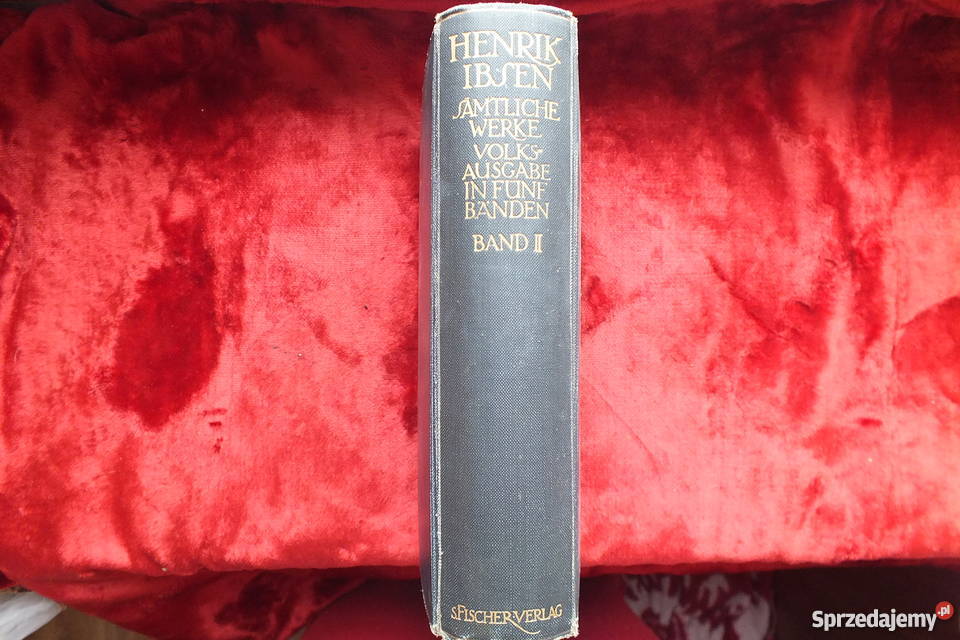 HENRIK
IBSEN
SÄMTLICHE
WERKE
VOLKS-
AUSGABE
IN FÜNF
BÄNDEN
BAND II
S. FISCHER-VERLAG
Sprzedajemy.pl